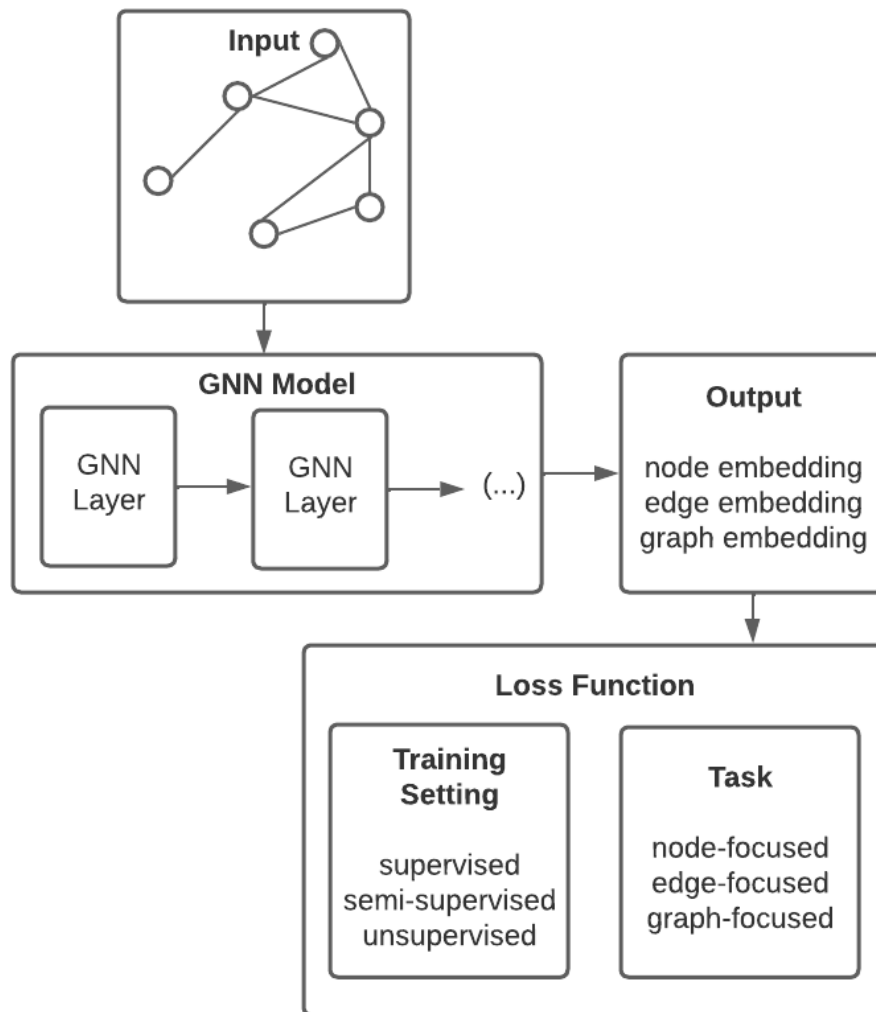 Input
GNN Model
GNN
Layer
GNN
Layer
(...)
Output
node embedding
edge embedding
graph embedding
Loss Function
Training
Setting
supervised
semi-supervised
unsupervised
Task
node-focused
edge-focused
graph-focused